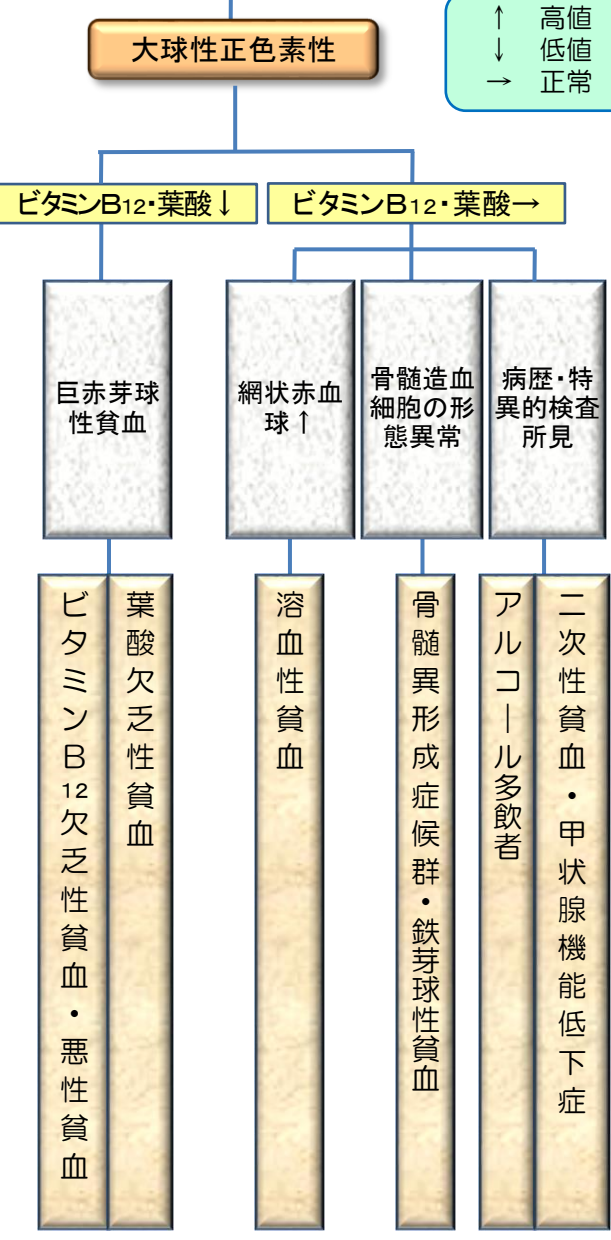 大球性正色素性
↑ 高値
↓ 低値
→ 正常
ビタミンB12・葉酸↓
ビタミンB12・葉酸→
巨赤芽球
性貧血
網状赤血
球↑
骨髄造血
細胞の形
態異常
病歴・特
異的検査
所見
ビタミンB12欠乏性貧血・悪性貧血
葉酸欠乏性貧血
溶血性貧血
骨髄異形成症候群・鉄芽球性貧血
アルコール多飲者
二次性貧血・甲状腺機能低下症